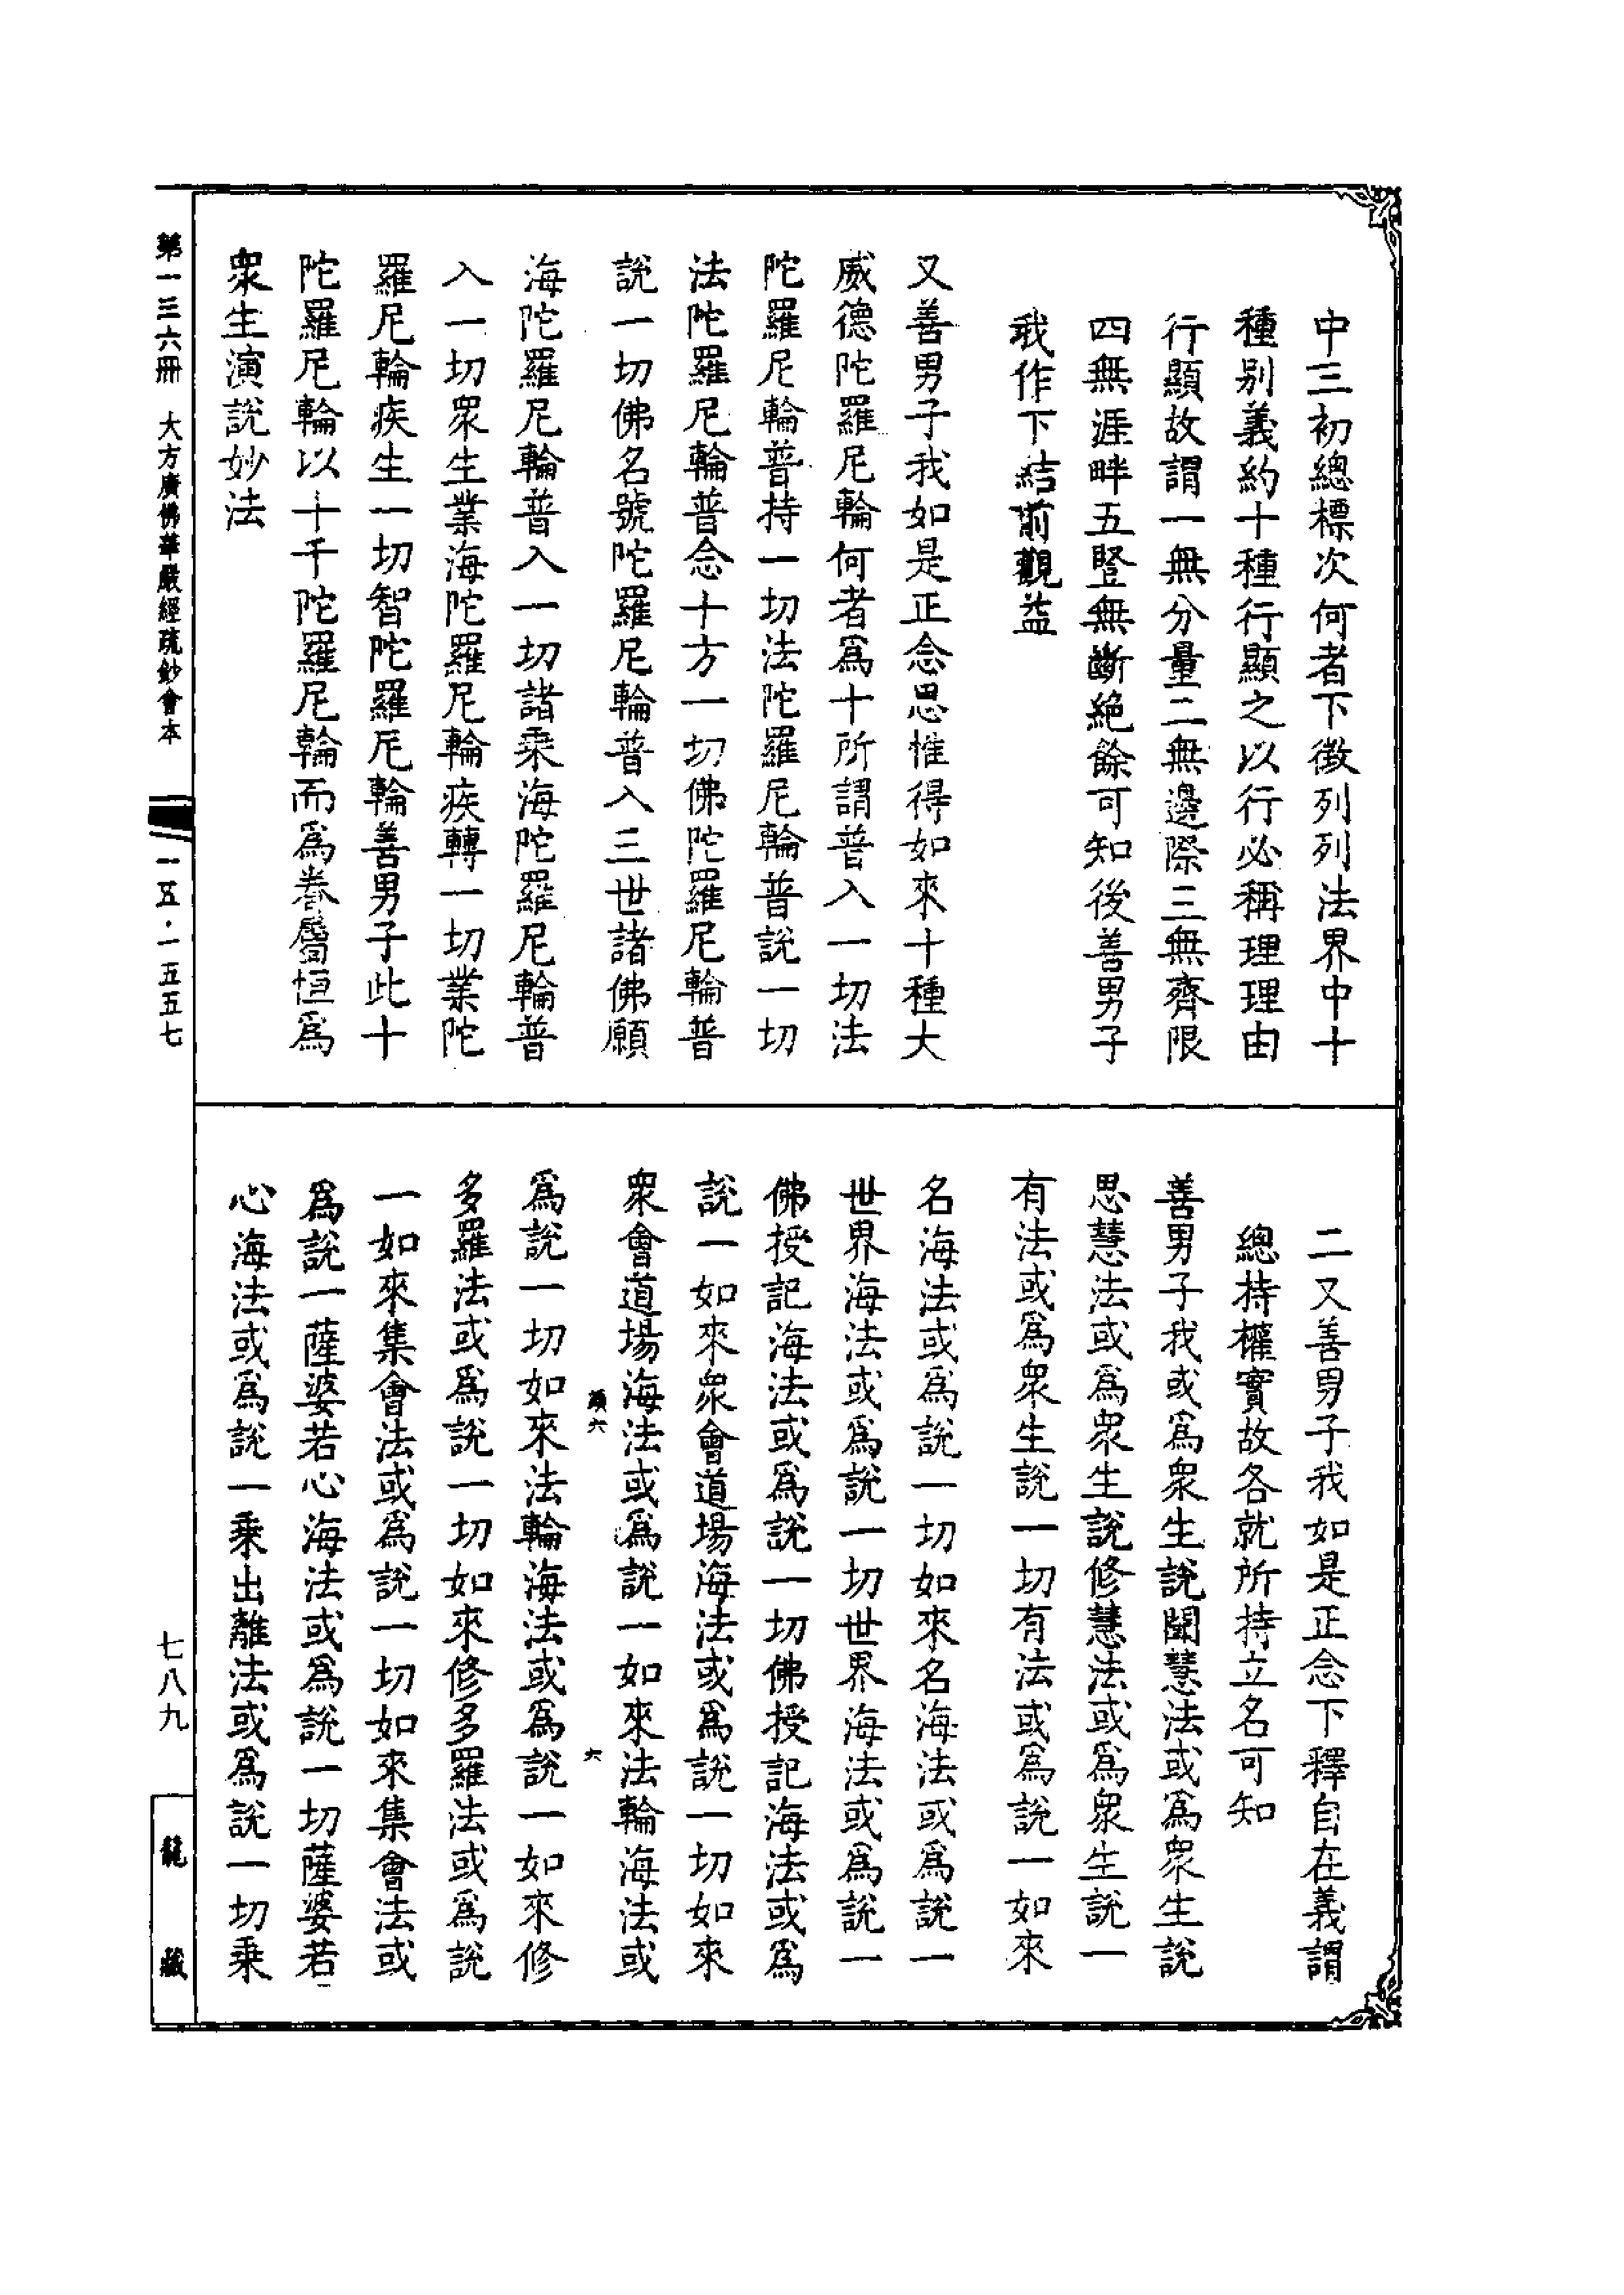 中三初總標次何者下徵列列法界中十
種别義約十種行顯之以行必稱理理由
行顯故謂一無分量二無邊際三無齊限
四無涯畔五豎無斷絶餘可知後善男子
我作下結前觀益
又善男子我如是正念思惟得如來十種大
威德陀羅尼輪何者爲十所謂普入一切法
陀羅尼輪普持一切法陀羅尼輪普說一切
法陀羅尼輪普念十方一切佛陀羅尼輪普
說一切佛名號陀羅尼輪普入三世諸佛願
海陀羅尼輪普入一切諸乘海陀羅尼輪普
入一切眾生業海陀羅尼輪疾轉一切業陀
羅尼輪疾生一切智陀羅尼輪善男子此十
陀羅尼輪以十千陀羅尼輪而爲眷屬恒爲
眾生演說妙法
二又善男子我如是正念下釋自在義謂
總持權實故各就所持立名可知
善男子我或爲衆生說聞慧法或爲衆生說
思慧法或爲衆生說修慧法或爲衆生說一
有法或爲衆生說一切有法或爲說一如來
名海法或爲說一切如來名海法或爲說一
世界海法或爲說一切世界海法或爲說一
佛授記海法或爲說一切佛授記海法或爲
說一如來衆會道場海法或爲說一切如來
衆會道場海法或爲說一如來法輪海法或
頞六
六
爲說一切如來法輪海法或爲說一如來修
多羅法或爲說一切如來修多羅法或爲說
一如來集會法或爲說一切如來集會法或
爲說一薩婆若心海法或爲說一切薩婆若
心海法或爲說一乘出離法或爲說一切乘
第一三六冊 大方廣佛華嚴經疏鈔會本
一五·一五五七
七八九
龍藏